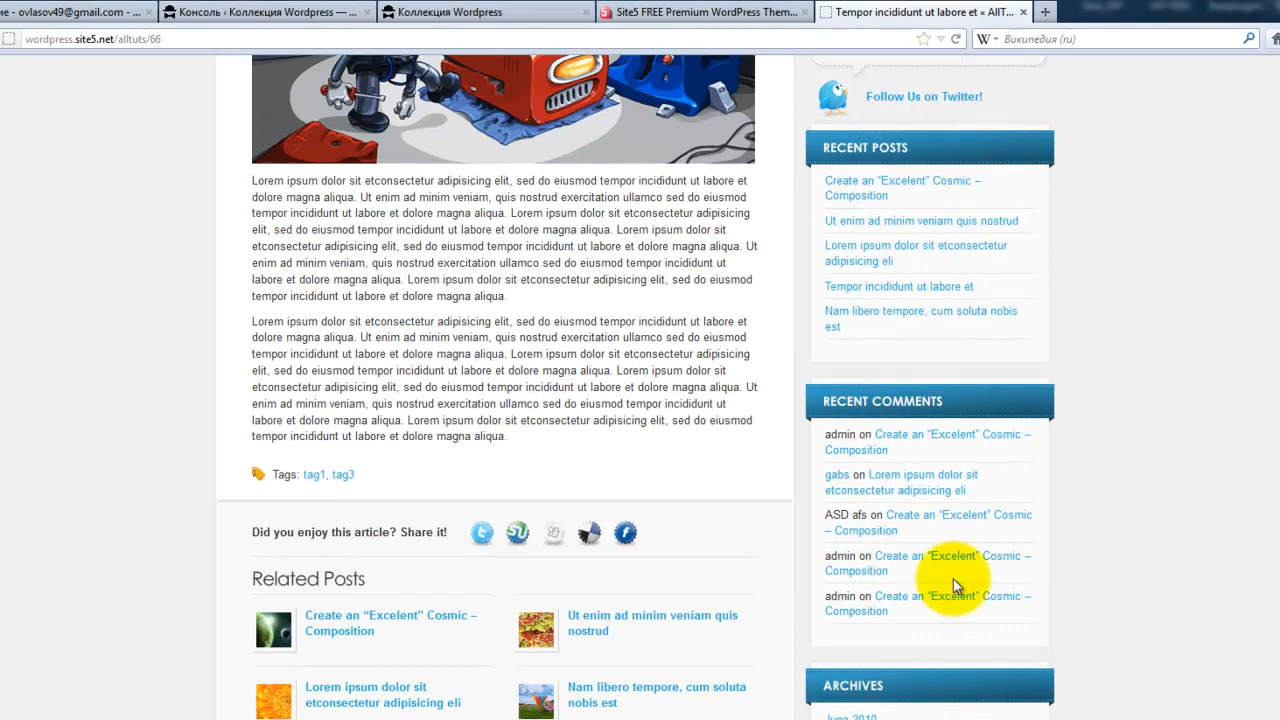 е - ovlasov49@gmail.com - ...
Консоль ‹ Коллекция WordPress — ...
Коллекция WordPress
Site5 FREE Premium WordPress Them...
Tempor incididunt ut labore et « AllT...
wordpress.site5.net/alltuts/66
Википедия (ru)
Follow Us on Twitter!
Lorem ipsum dolor sit etconsectetur adipisicing elit, sed do eiusmod tempor incididunt ut labore et
dolore magna aliqua. Ut enim ad minim veniam, quis nostrud exercitation ullamco sed do eiusmod
tempor incididunt ut labore et dolore magna aliqua. Lorem ipsum dolor sit etconsectetur adipisicing
elit, sed do eiusmod tempor incididunt ut labore et dolore magna aliqua.
Lorem ipsum dolor sit
etconsectetur adipisicing elit, sed do eiusmod tempor incididunt ut labore et dolore magna aliqua. Ut
enim ad minim veniam, quis nostrud exercitation ullamco sed do eiusmod tempor incididunt ut
labore et dolore magna aliqua. Lorem ipsum dolor sit etconsectetur adipisicing elit, sed do eiusmod
tempor incididunt ut labore et dolore magna aliqua.
Lorem ipsum dolor sit etconsectetur adipisicing elit, sed do eiusmod tempor incididunt ut labore et
dolore magna aliqua. Ut enim ad minim veniam, quis nostrud exercitation ullamco sed do eiusmod
tempor incididunt ut labore et dolore magna aliqua. Lorem ipsum dolor sit etconsectetur adipisicing
elit, sed do eiusmod tempor incididunt ut labore et dolore magna aliqua. Lorem ipsum dolor sit
etconsectetur adipisicing elit, sed do eiusmod tempor incididunt ut labore et dolore magna aliqua. Ut
enim ad minim veniam, quis nostrud exercitation ullamco sed do eiusmod tempor incididunt ut
labore et dolore magna aliqua. Lorem ipsum dolor sit etconsectetur adipisicing elit, sed do eiusmod
tempor incididunt ut labore et dolore magna aliqua.
Tags: tag1, tag3
Did you enjoy this article? Share it!
Related Posts
Create an “Excelent” Cosmic –
Composition
Ut enim ad minim veniam quis
nostrud
Lorem ipsum dolor sit
etconsectetur adipisicing eli
Nam libero tempore, cum soluta
nobis est
RECENT POSTS
Create an “Excelent” Cosmic –
Composition
Ut enim ad minim veniam quis nostrud
Lorem ipsum dolor sit etconsectetur
adipisicing eli
Tempor incididunt ut labore et
Nam libero tempore, cum soluta nobis
est
RECENT COMMENTS
admin on Create an “Excelent” Cosmic –
Composition
gabs on Lorem ipsum dolor sit
etconsectetur adipisicing eli
ASD afs on Create an “Excelent” Cosmic
– Composition
admin on Create an “Excelent” Cosmic –
Composition
admin on Create an “Excelent” Cosmic –
Composition
ARCHIVES
June 2010